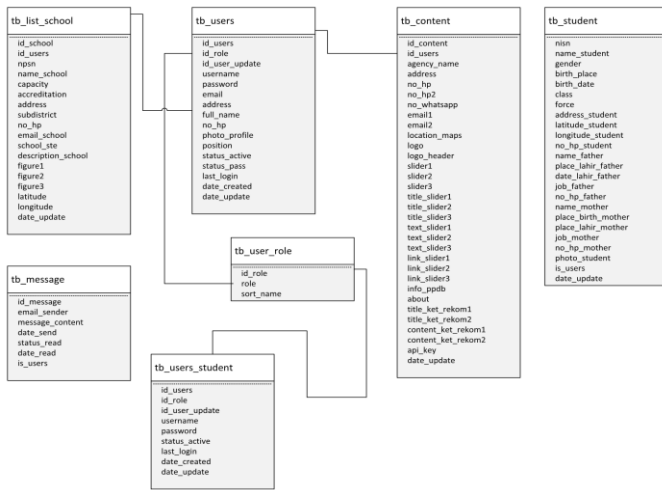 tb_list_school
id_school
id_users
npsn
name_school
capacity
accreditation
address
subdistrict
no_hp
email_school
school_ste
description_school
figure1
figure2
figure3
latitude
longitude
date_update
tb_users
id_users
id_role
id_user_update
username
password
email
address
full_name
no_hp
photo_profile
position
status_active
status_pass
last_login
date_created
date_update
tb_content
id_content
id_users
agency_name
address
no_hp
no_hp2
no_whatsapp
email1
email2
location_maps
logo
logo_header
slider1
slider2
slider3
title_slider1
title_slider2
title_slider3
text_slider1
text_slider2
text_slider3
link_slider1
link_slider2
link_slider3
info_ppdb
about
title_ket_rekom1
title_ket_rekom2
content_ket_rekom1
content_ket_rekom2
api_key
date_update
tb_student
nisn
name_student
gender
birth_place
birth_date
class
force
address_student
latitude_student
longitude_student
no_hp_student
name_father
place_lahir_father
date_lahir_father
job_father
no_hp_father
name_mother
place_birth_mother
place_lahir_mother
job_mother
no_hp_mother
photo_student
is_users
date_update
tb_message
id_message
email_sender
message_content
date_send
status_read
date_read
is_users
tb_user_role
id_role
role
sort_name
tb_users_student
id_users
id_role
id_user_update
username
password
status_active
last_login
date_created
date_update